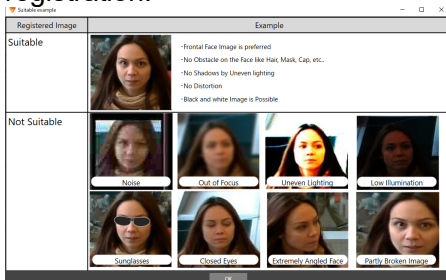 registration.
Suitable example
Registered Image
Example
Suitable
-Frontal Face Image is preferred
-No Obstacle on the Face like Hair, Mask, Cap, etc..
-No Shadows by Uneven lighting
-No Distortion
-Black and white Image is Possible
Not Suitable
Noise
Out of Focus
Uneven Lighting
Low Illumination
Sunglasses
Closed Eyes
Extremely Angled Face
Partly Broken Image
OK